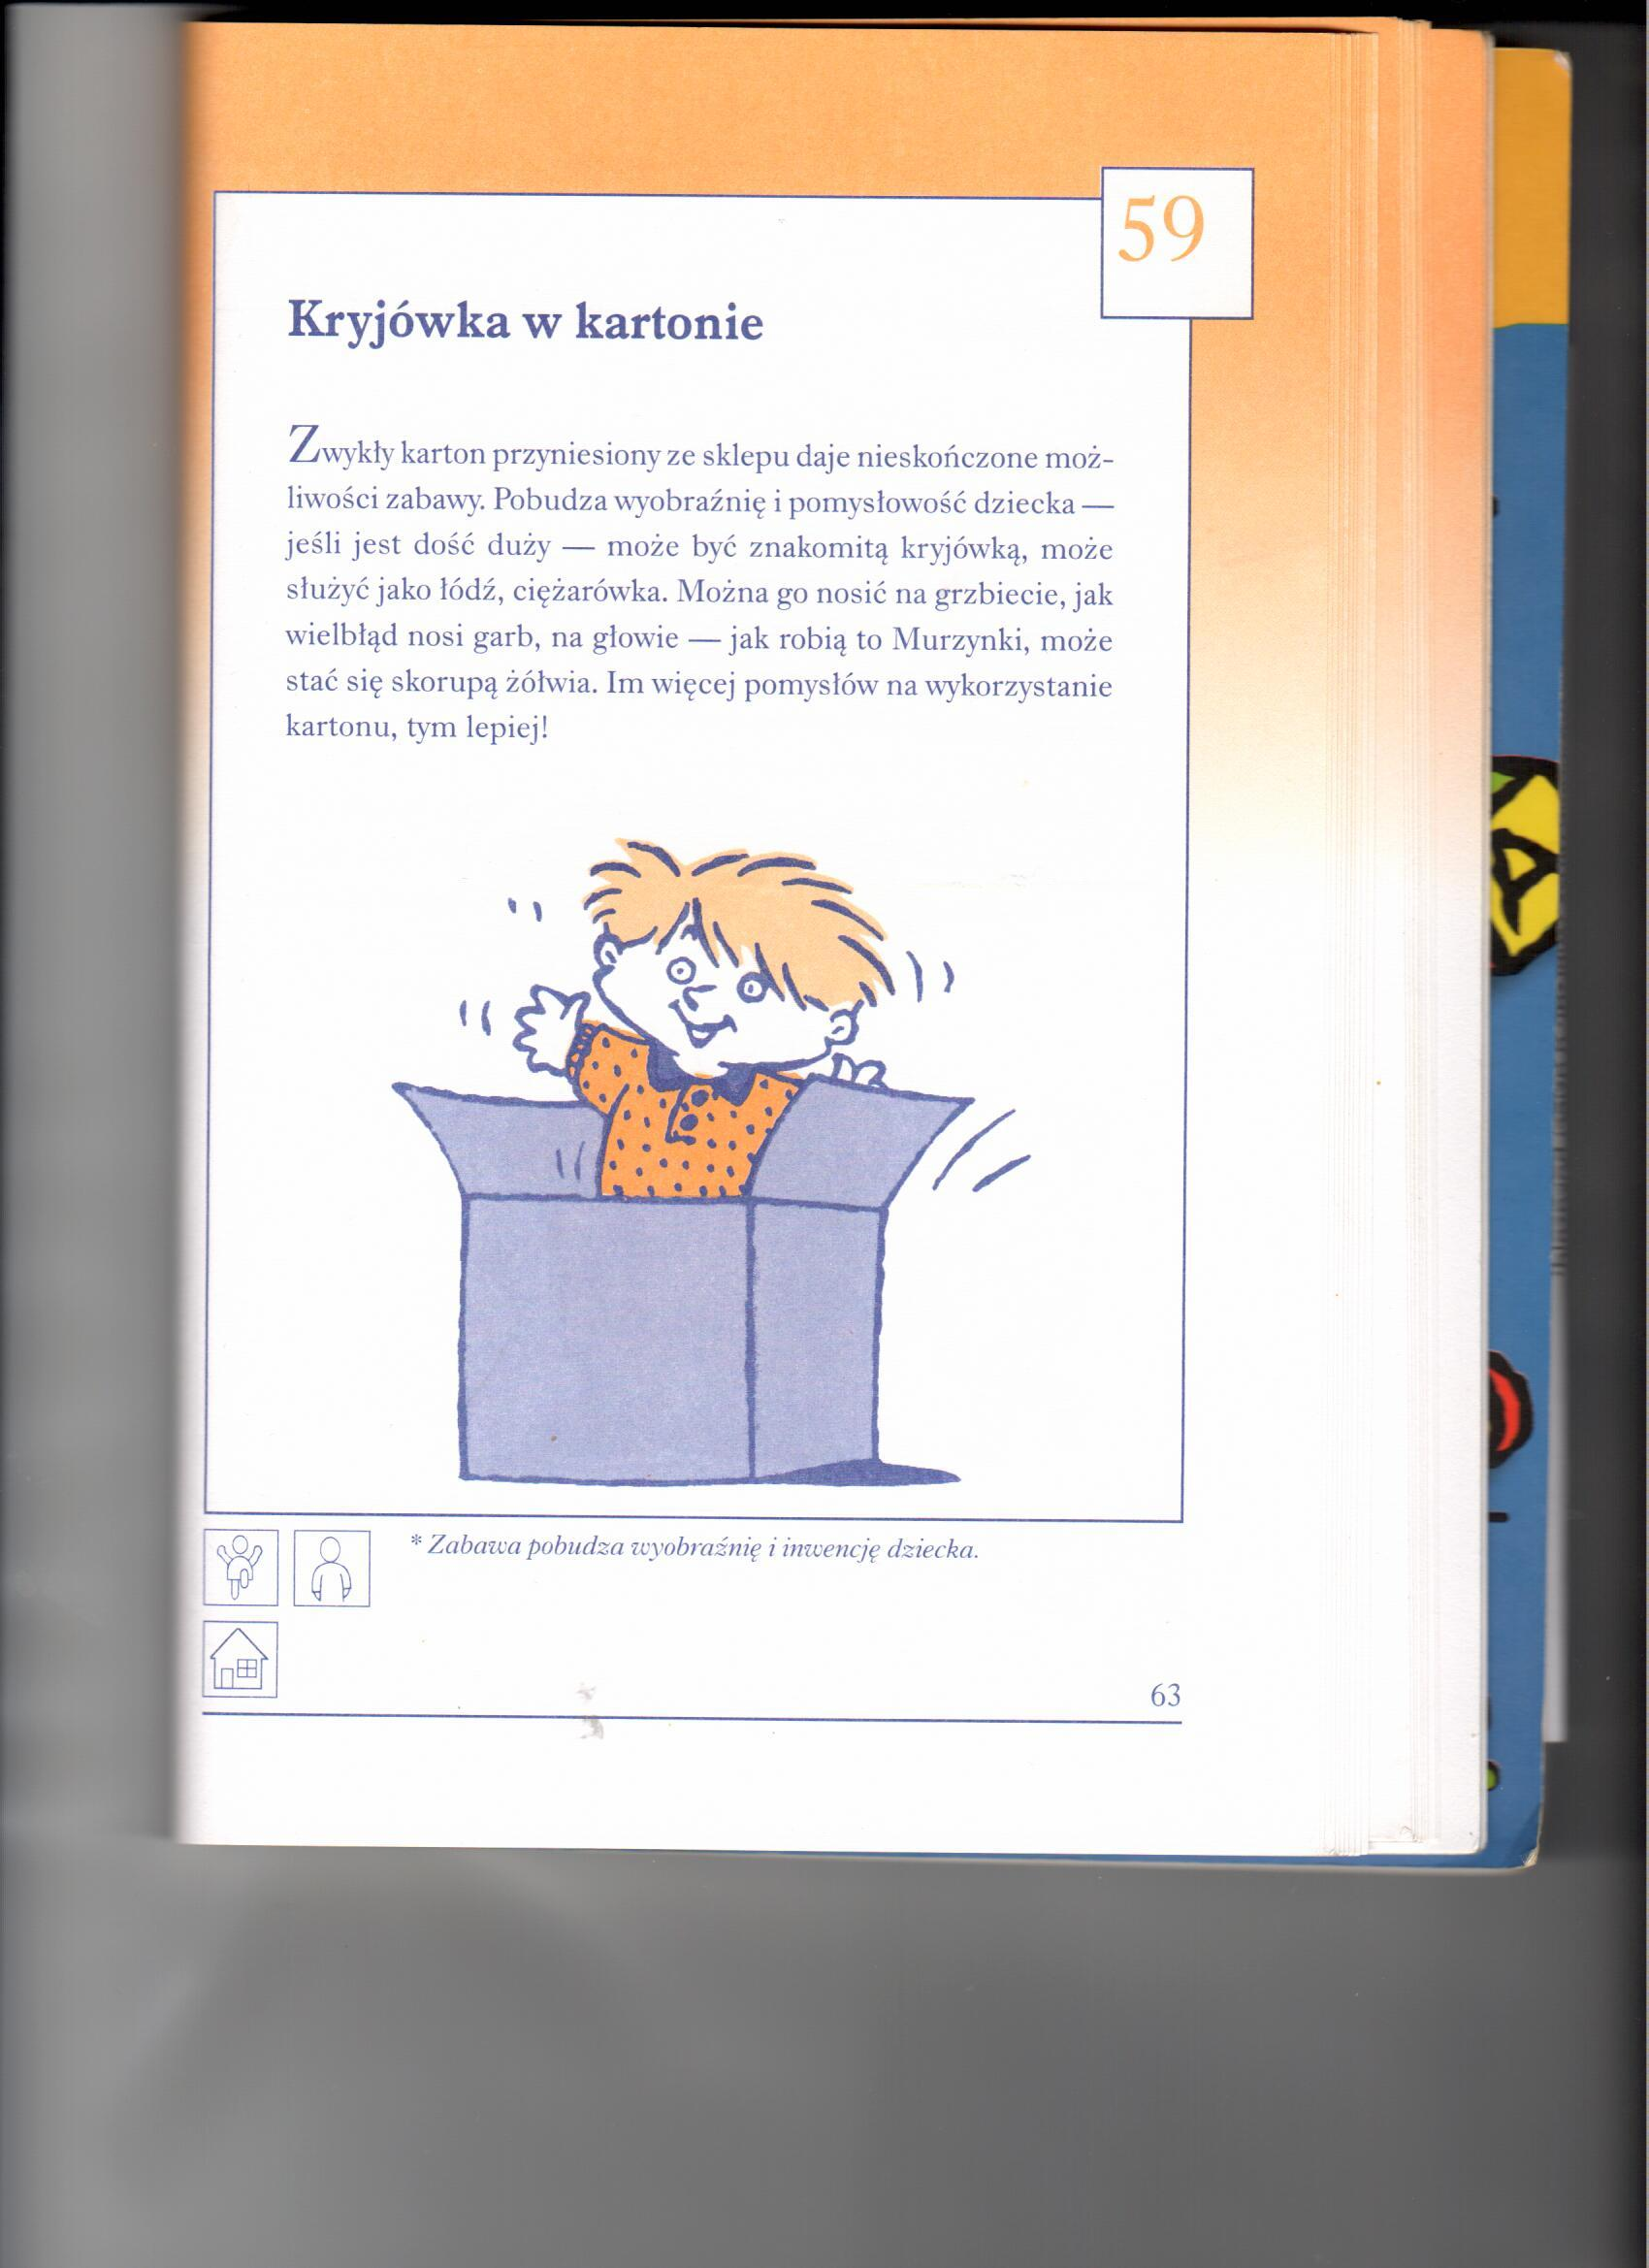 59
Kryjówka w kartonie
Zwykły karton przyniesiony ze sklepu daje nieskończone moż-
liwości zabawy. Pobudza wyobraźnię i pomysłowość dziecka —
jeśli jest dość duży — może być znakomitą kryjówką, może
służyć jako łódź, ciężarówka. Można go nosić na grzbiecie, jak
wielbłąd nosi garb, na głowie — jak robią to Murzynki, może
stać się skorupą żółwia. Im więcej pomysłów na wykorzystanie
kartonu, tym lepiej!
* Zabawa pobudza wyobraźnię i inwencję dziecka.
63